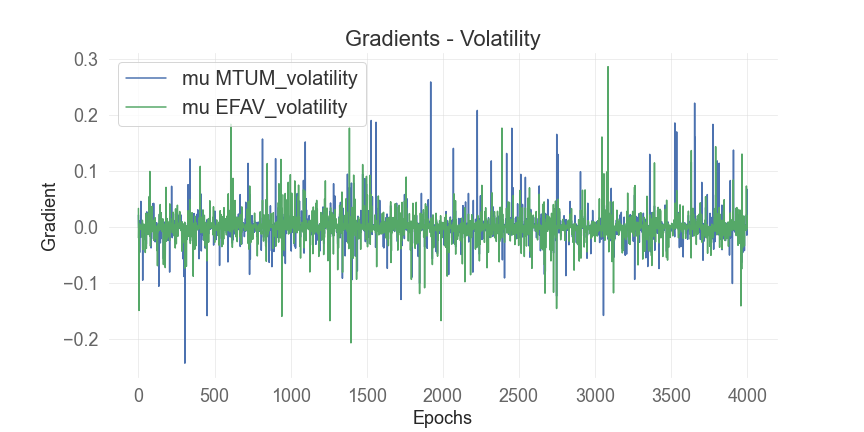 Gradients - Volatility
mu MTUM_volatility
mu EFAV_volatility
Gradient
0.3
0.2
0.1
0.0
−0.1
−0.2
0 500 1000 1500 2000 2500 3000 3500 4000
Epochs